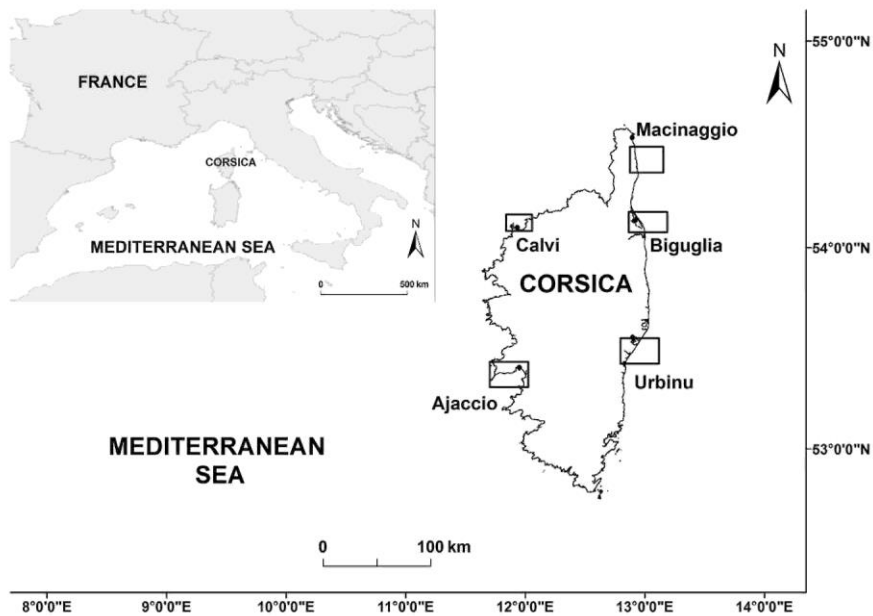 FRANCE
CORSICA
MEDITERRANEAN SEA
N
0 500 km
N
55°0'0"N
Macinaggio
Calvi
Biguglia
54°0'0"N
CORSICA
Ajaccio
Urbinu
MEDITERRANEAN
SEA
53°0'0"N
0 100 km
8°0'0"E 9°0'0"E 10°0'0"E 11°0'0"E 12°0'0"E 13°0'0"E 14°0'0"E